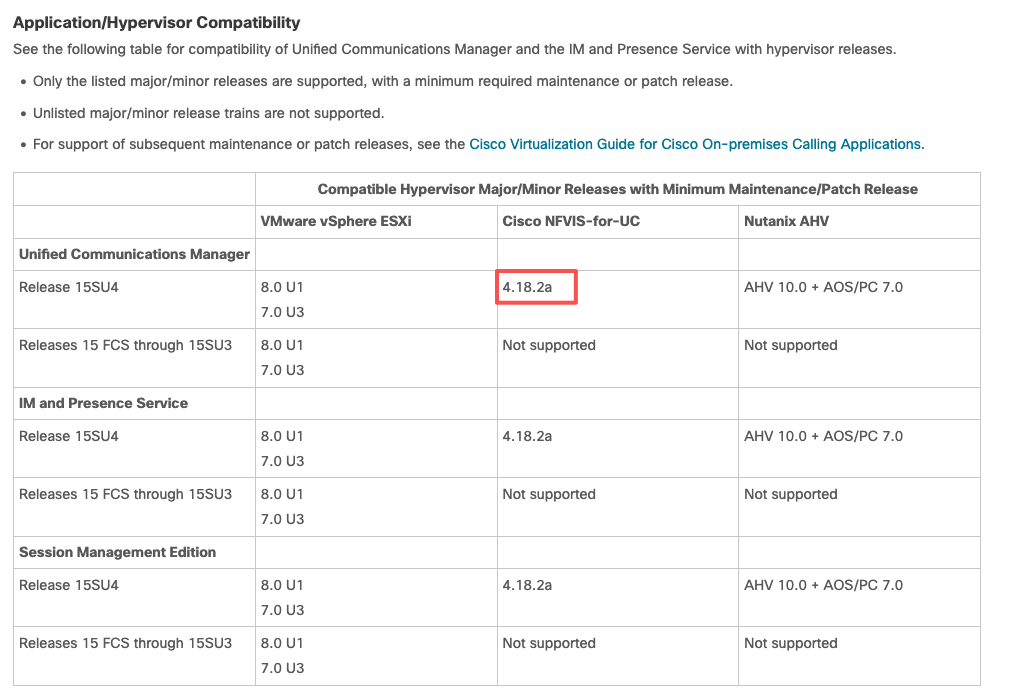 Application/Hypervisor Compatibility
See the following table for compatibility of Unified Communications Manager and the IM and Presence Service with hypervisor releases.
• Only the listed major/minor releases are supported, with a minimum required maintenance or patch release.
• Unlisted major/minor release trains are not supported.
• For support of subsequent maintenance or patch releases, see the Cisco Virtualization Guide for Cisco On-premises Calling Applications.
Compatible Hypervisor Major/Minor Releases with Minimum Maintenance/Patch Release
VMware vSphere ESXi Cisco NFVIS-for-UC Nutanix AHV
Unified Communications Manager
Release 15SU4 8.0 U1 4.18.2a AHV 10.0 + AOS/PC 7.0
7.0 U3
Releases 15 FCS through 15SU3 8.0 U1 Not supported Not supported
7.0 U3
IM and Presence Service
Release 15SU4 8.0 U1 4.18.2a AHV 10.0 + AOS/PC 7.0
7.0 U3
Releases 15 FCS through 15SU3 8.0 U1 Not supported Not supported
7.0 U3
Session Management Edition
Release 15SU4 8.0 U1 4.18.2a AHV 10.0 + AOS/PC 7.0
7.0 U3
Releases 15 FCS through 15SU3 8.0 U1 Not supported Not supported
7.0 U3